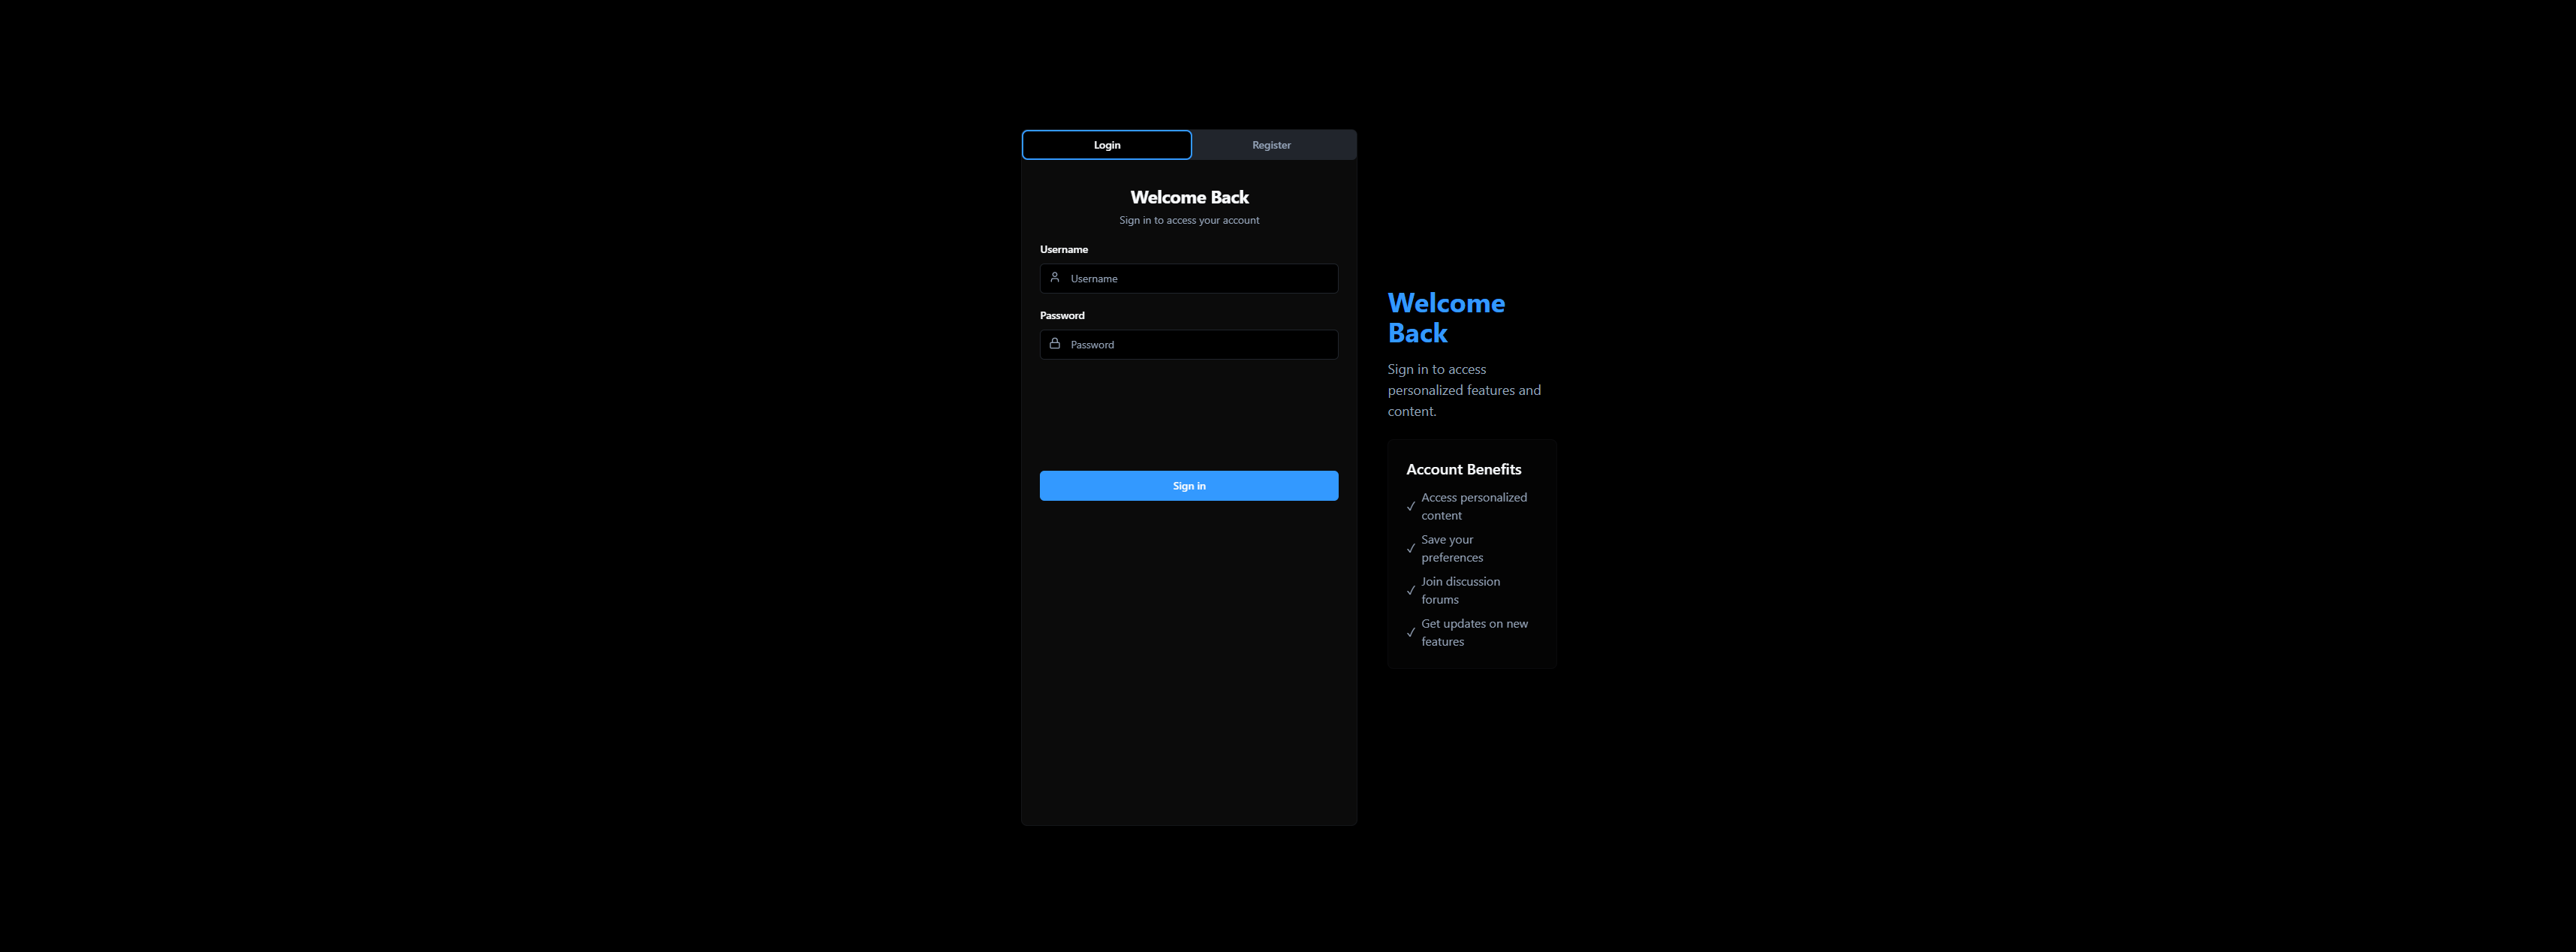 Login
Register
Welcome Back
Sign in to access your account
Username
Username
Password
Password
Sign in
Welcome
Back
Sign in to access
personalized features and
content.
Account Benefits
✓ Access personalized
content
✓ Save your
preferences
✓ Join discussion
forums
✓ Get updates on new
features